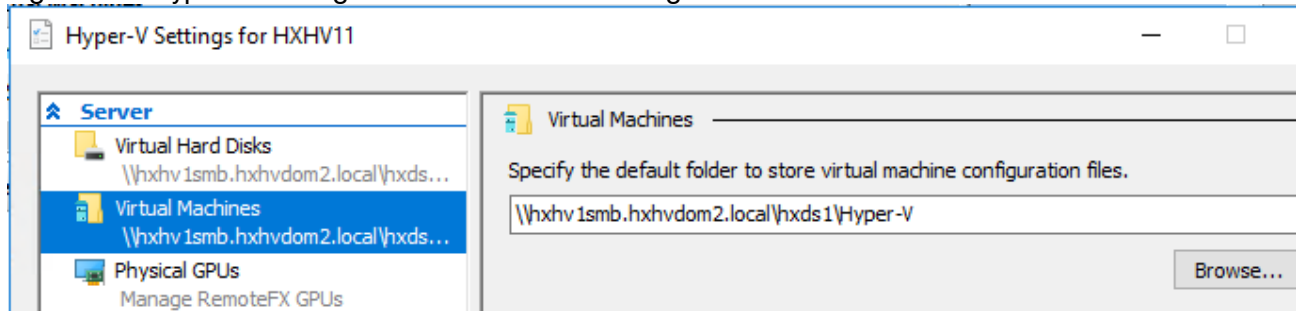 Hyper-V Settings for HXHV11
Server
Virtual Hard Disks
\\hxhv1smb.hxhvdom2.local\hxds...
Virtual Machines
\\hxhv1smb.hxhvdom2.local\hxds...
Physical GPUs
Manage RemoteFX GPUs
Virtual Machines
Specify the default folder to store virtual machine configuration files.
\\hxhv1smb.hxhvdom2.local\hxds1\Hyper-V
Browse...